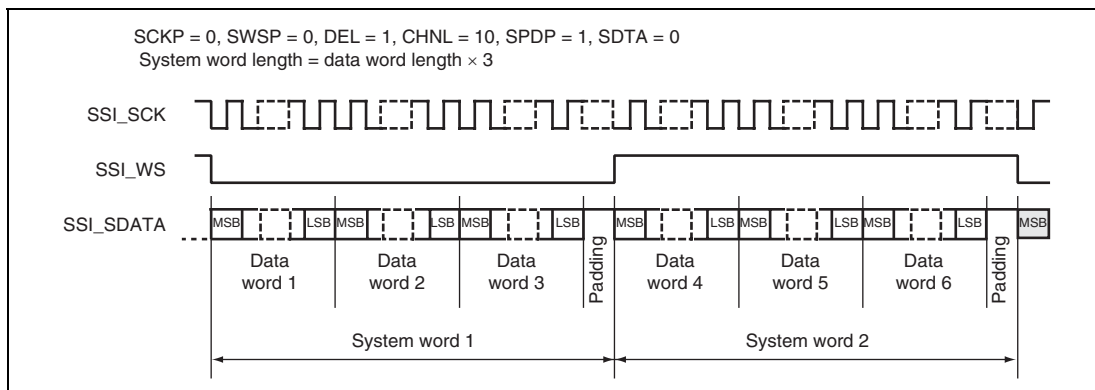 SCKP = 0, SWSP = 0, DEL = 1, CHNL = 10, SPDP = 1, SDTA = 0
System word length = data word length × 3
SSI_SCK
SSI_WS
SSI_SDATA
MSB LSB MSB LSB MSB LSB MSB LSB MSB LSB MSB LSB MSB
Data word 1
Data word 2
Data word 3
Padding
Data word 4
Data word 5
Data word 6
Padding
System word 1
System word 2